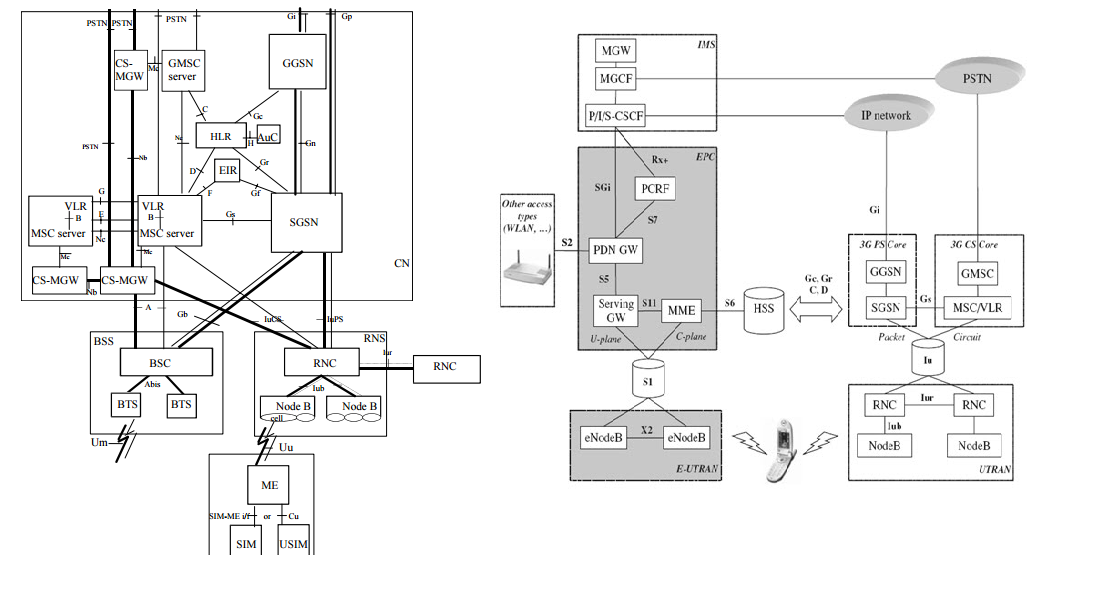 PSTN
PSTN
PSTN
Gi
Gp
CS-
MGW
Mc
GMSC
server
GGSN
C
Gc
HLR
H
AuC
PSTN
Nb
Nc
Gn
D
EIR
Gr
F
Gf
G
VLR
B
MSC server
E
Nc
VLR
B
MSC server
Gs
SGSN
Mc
Mc
CS-MGW
Nb
CS-MGW
CN
A
Gb
IuCS
IuPS
BSS
RNS
BSC
RNC
Iur
RNC
Abis
Iub
BTS
BTS
Node B
Node B
cell
Um
Uu
ME
SIM-ME i/f
or
Cu
SIM
USIM
IMS
MGW
MGCF
P/I/S-CSCF
PSTN
IP network
EPC
Rx+
SGi
PCRF
S7
Other access
types
(WLAN, ...)
S2
PDN GW
S5
Serving
GW
S11
MME
S6
HSS
U-plane
C-plane
Gc, Gr
C, D
Gi
3G PS Core
3G CS Core
GGSN
GMSC
SGSN
Gs
MSC/VLR
Packet
Circuit
S1
Iu
eNodeB
X2
eNodeB
E-UTRAN
RNC
Iur
RNC
Iub
NodeB
NodeB
UTRAN